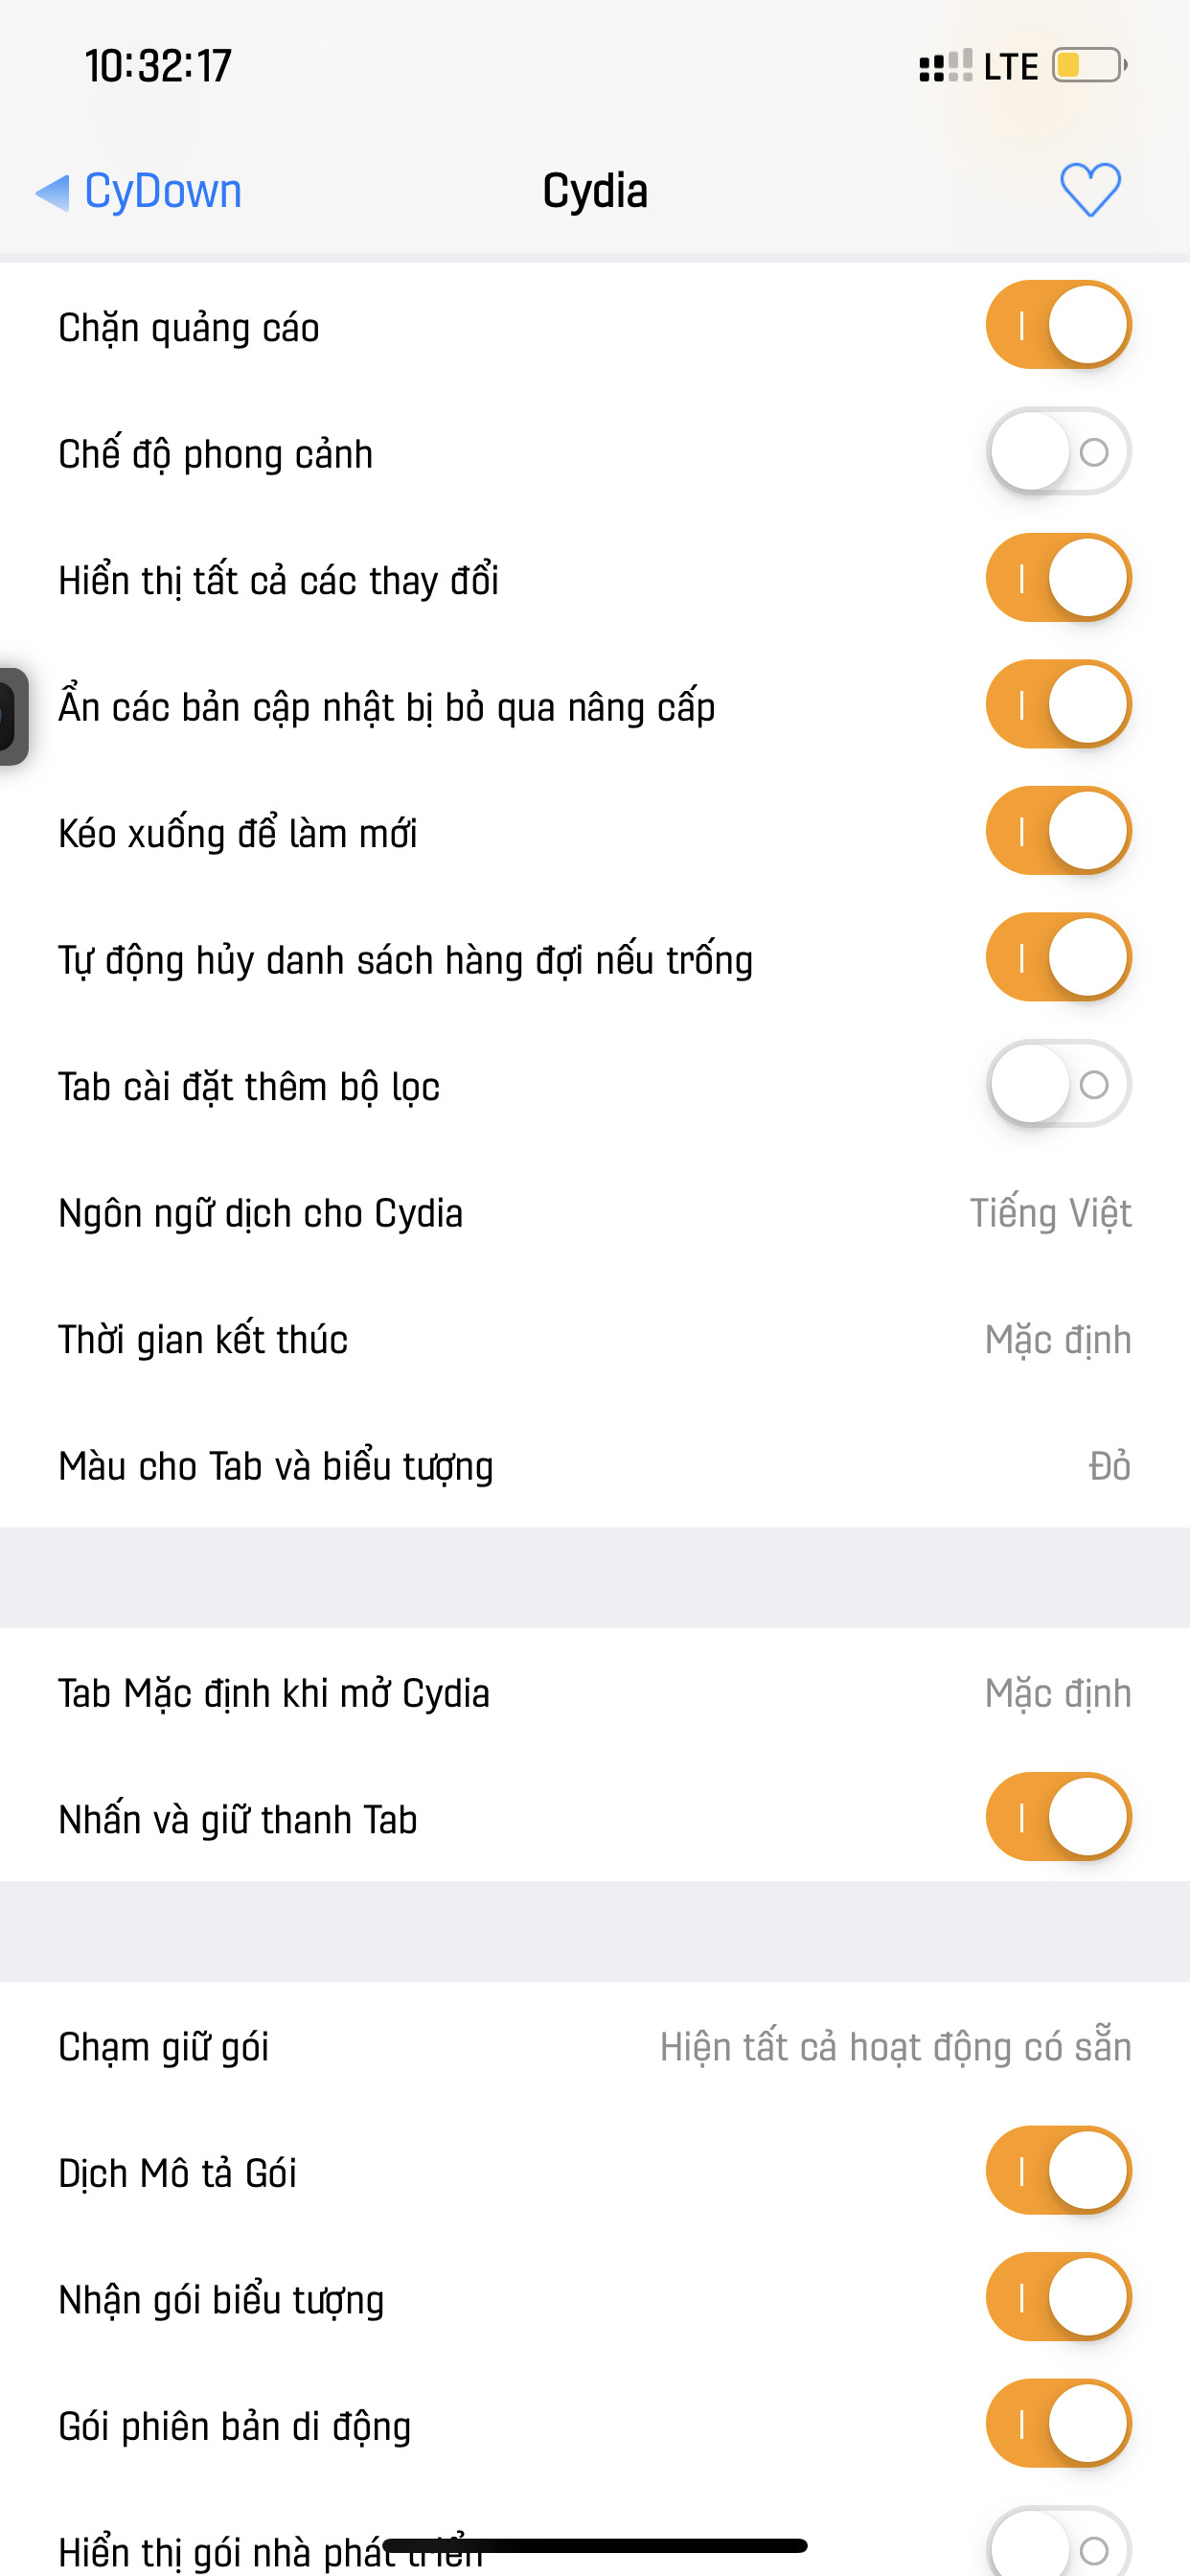 10:32:17 LTE
CyDown Cydia
Chặn quảng cáo
Chế độ phong cảnh
Hiển thị tất cả các thay đổi
Ẩn các bản cập nhật bị bỏ qua nâng cấp
Kéo xuống để làm mới
Tự động hủy danh sách hàng đợi nếu trống
Tab cài đặt thêm bộ lọc
Ngôn ngữ dịch cho Cydia Tiếng Việt
Thời gian kết thúc Mặc định
Màu cho Tab và biểu tượng Đỏ
Tab Mặc định khi mở Cydia Mặc định
Nhấn và giữ thanh Tab
Chạm giữ gói Hiện tất cả hoạt động có sẵn
Dịch Mô tả Gói
Nhận gói biểu tượng
Gói phiên bản di động
Hiển thị gói nhà phát triển